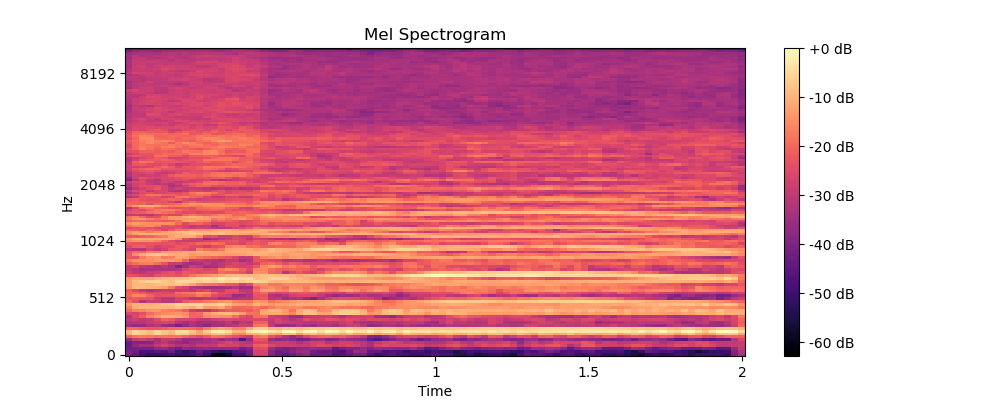 Mel Spectrogram
Hz
8192
4096
2048
1024
512
0
0 0.5 1 1.5 2
Time
+0 dB
-10 dB
-20 dB
-30 dB
-40 dB
-50 dB
-60 dB